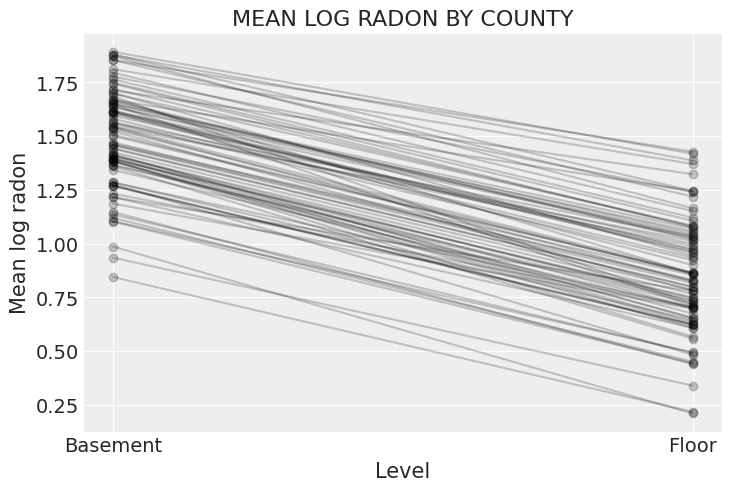 MEAN LOG RADON BY COUNTY
Mean log radon
1.75
1.50
1.25
1.00
0.75
0.50
0.25
Basement
Floor
Level